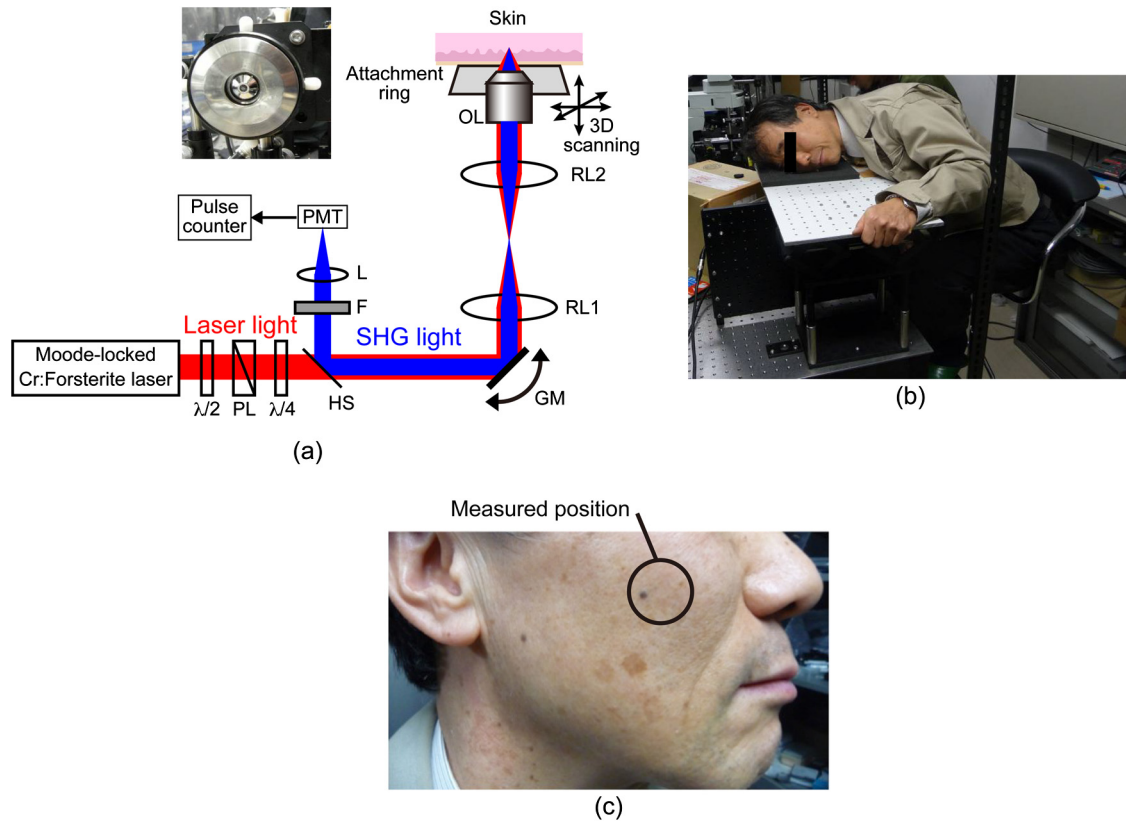 Skin
Attachment
ring
OL
3D
scanning
RL2
Pulse
counter
PMT
L
F
RL1
Laser light
SHG light
Moode-locked
Cr:Forsterite laser
λ/2
PL
λ/4
HS
GM
(a)
(b)
Measured position
(c)